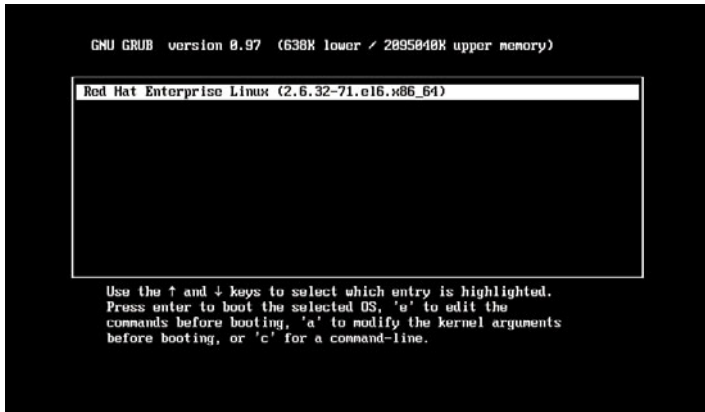 GNU GRUB version 0.97 (638K lower / 2095040K upper memory)
Red Hat Enterprise Linux (2.6.32-71.el6.x86_64)
Use the ↑ and ↓ keys to select which entry is highlighted.
Press enter to boot the selected OS, 'e' to edit the
commands before booting, 'a' to modify the kernel arguments
before booting, or 'c' for a command-line.